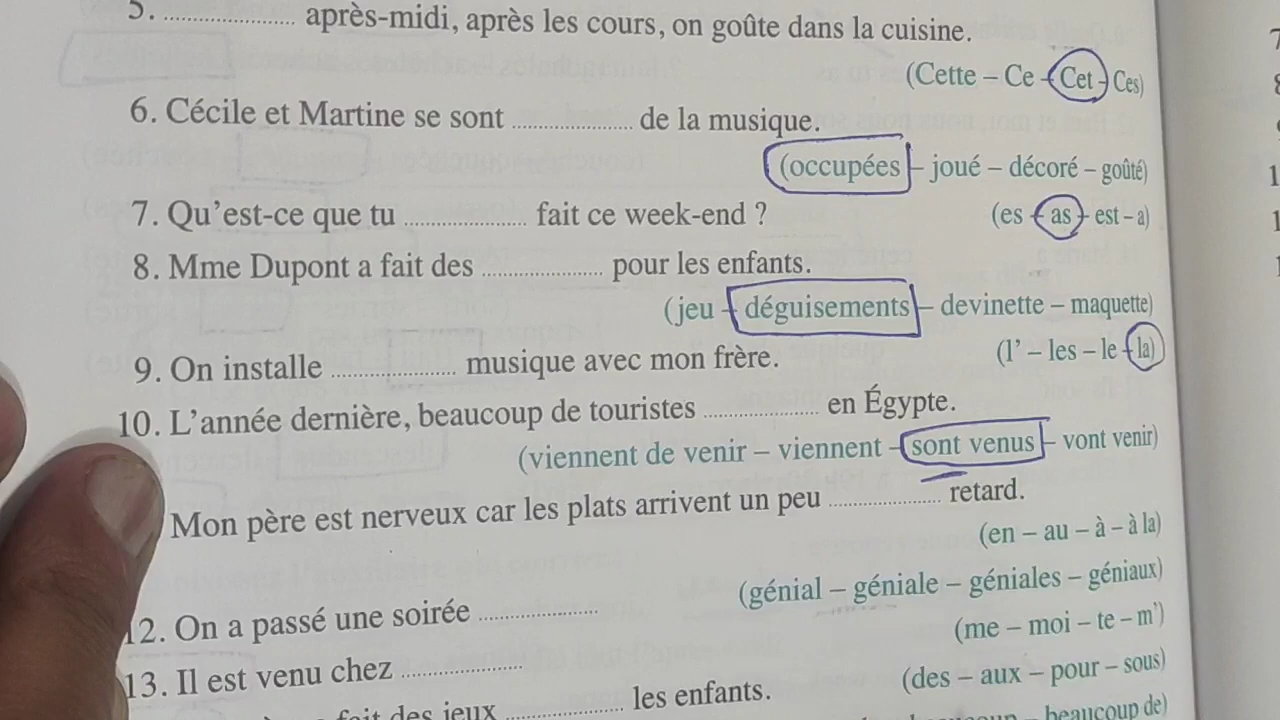 5. .................... après-midi, après les cours, on goûte dans la cuisine.
(Cette – Ce – Cet – Ces)
6. Cécile et Martine se sont .................... de la musique.
(occupées – joué – décoré – goûté)
7. Qu'est-ce que tu .................... fait ce week-end ? (es – as – est – a)
8. Mme Dupont a fait des .................... pour les enfants.
(jeu – déguisements – devinette – maquette)
9. On installe .................... musique avec mon frère. (l' – les – le – la)
10. L'année dernière, beaucoup de touristes .................... en Égypte.
(viennent de venir – viennent – sont venus – vont venir)
Mon père est nerveux car les plats arrivent un peu .................... retard.
(en – au – à – à la)
12. On a passé une soirée .................... (génial – géniale – géniales – géniaux)
13. Il est venu chez .................... (me – moi – te – m')
fait des jeux .................... les enfants. (des – aux – pour – sous)
beaucoup de)